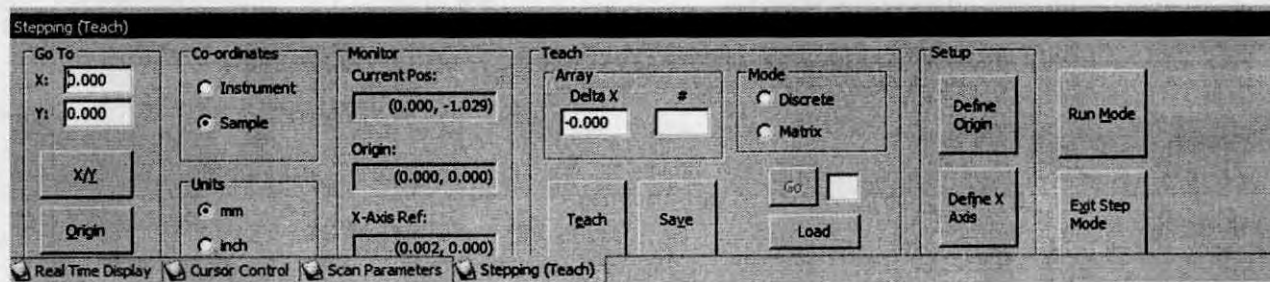 Stepping (Teach)
Go To
X: 0.000
Y: 0.000
X/Y
Origin
Co-ordinates
Instrument
Sample
Units
mm
inch
Monitor
Current Pos:
(0.000, -1.029)
Origin:
(0.000, 0.000)
X-Axis Ref:
(0.002, 0.000)
Teach
Array
Delta X #
-0.000
Teach
Save
Mode
Discrete
Matrix
Go
Load
Setup
Define
Origin
Define X
Axis
Run Mode
Exit Step
Mode
Real Time Display
Cursor Control
Scan Parameters
Stepping (Teach)